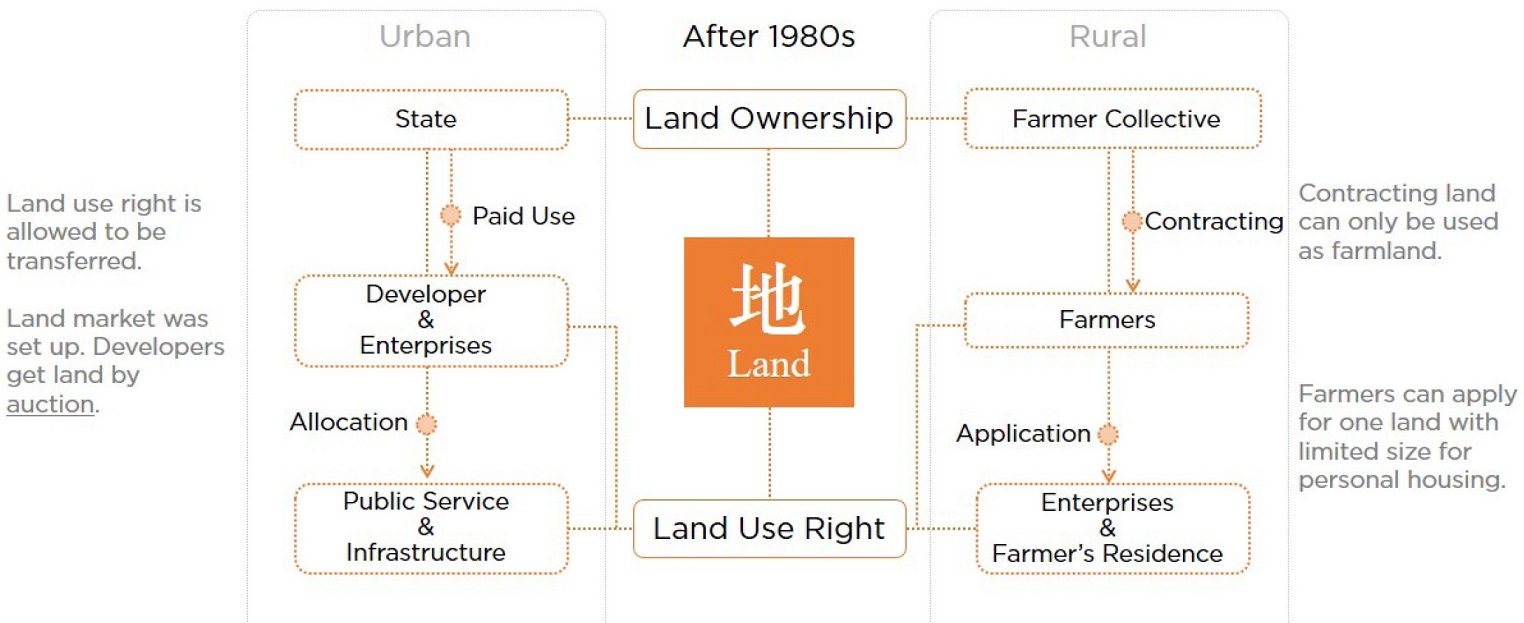 Urban
After 1980s
Rural
State
Land Ownership
Farmer Collective
Land use right is
allowed to be
transferred.
Land market was
set up. Developers
get land by
auction.
Paid Use
Developer
&
Enterprises
Allocation
Public Service
&
Infrastructure
地
Land
Land Use Right
Contracting
Farmers
Application
Enterprises
&
Farmer’s Residence
Contracting land
can only be used
as farmland.
Farmers can apply
for one land with
limited size for
personal housing.